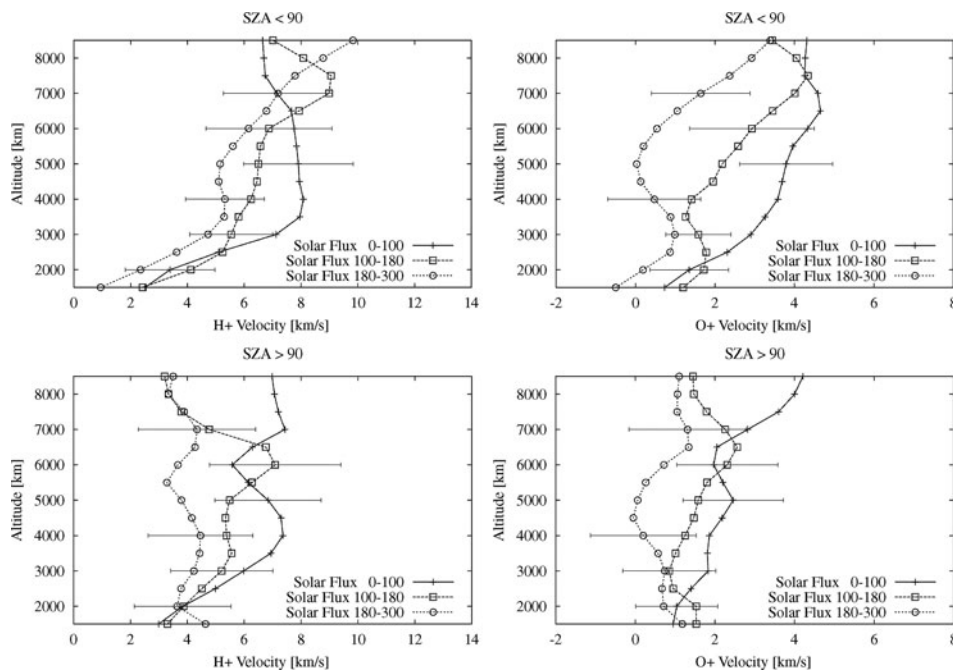 SZA < 90
8000
7000
6000
5000
4000
3000
2000
Altitude [km]
Solar Flux 0-100
Solar Flux 100-180
Solar Flux 180-300
0 2 4 6 8 10 12 14
H+ Velocity [km/s]
SZA < 90
8000
7000
6000
5000
4000
3000
2000
Altitude [km]
Solar Flux 0-100
Solar Flux 100-180
Solar Flux 180-300
-2 0 2 4 6 8
O+ Velocity [km/s]
SZA > 90
8000
7000
6000
5000
4000
3000
2000
Altitude [km]
Solar Flux 0-100
Solar Flux 100-180
Solar Flux 180-300
0 2 4 6 8 10 12 14
H+ Velocity [km/s]
SZA > 90
8000
7000
6000
5000
4000
3000
2000
Altitude [km]
Solar Flux 0-100
Solar Flux 100-180
Solar Flux 180-300
-2 0 2 4 6 8
O+ Velocity [km/s]